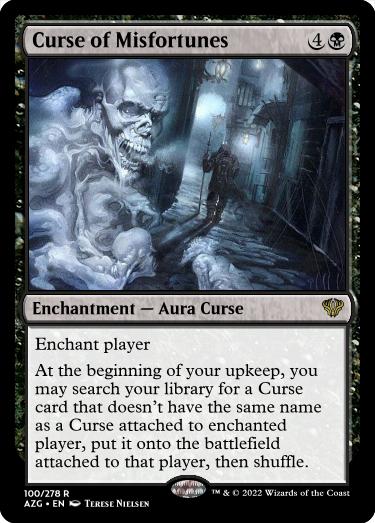 Curse of Misfortunes 4
Enchantment — Aura Curse
Enchant player
At the beginning of your upkeep, you
may search your library for a Curse
card that doesn't have the same name
as a Curse attached to enchanted
player, put it onto the battlefield
attached to that player, then shuffle.
100/278 R
AZG • EN Terese Nielsen ™ & © 2022 Wizards of the Coast